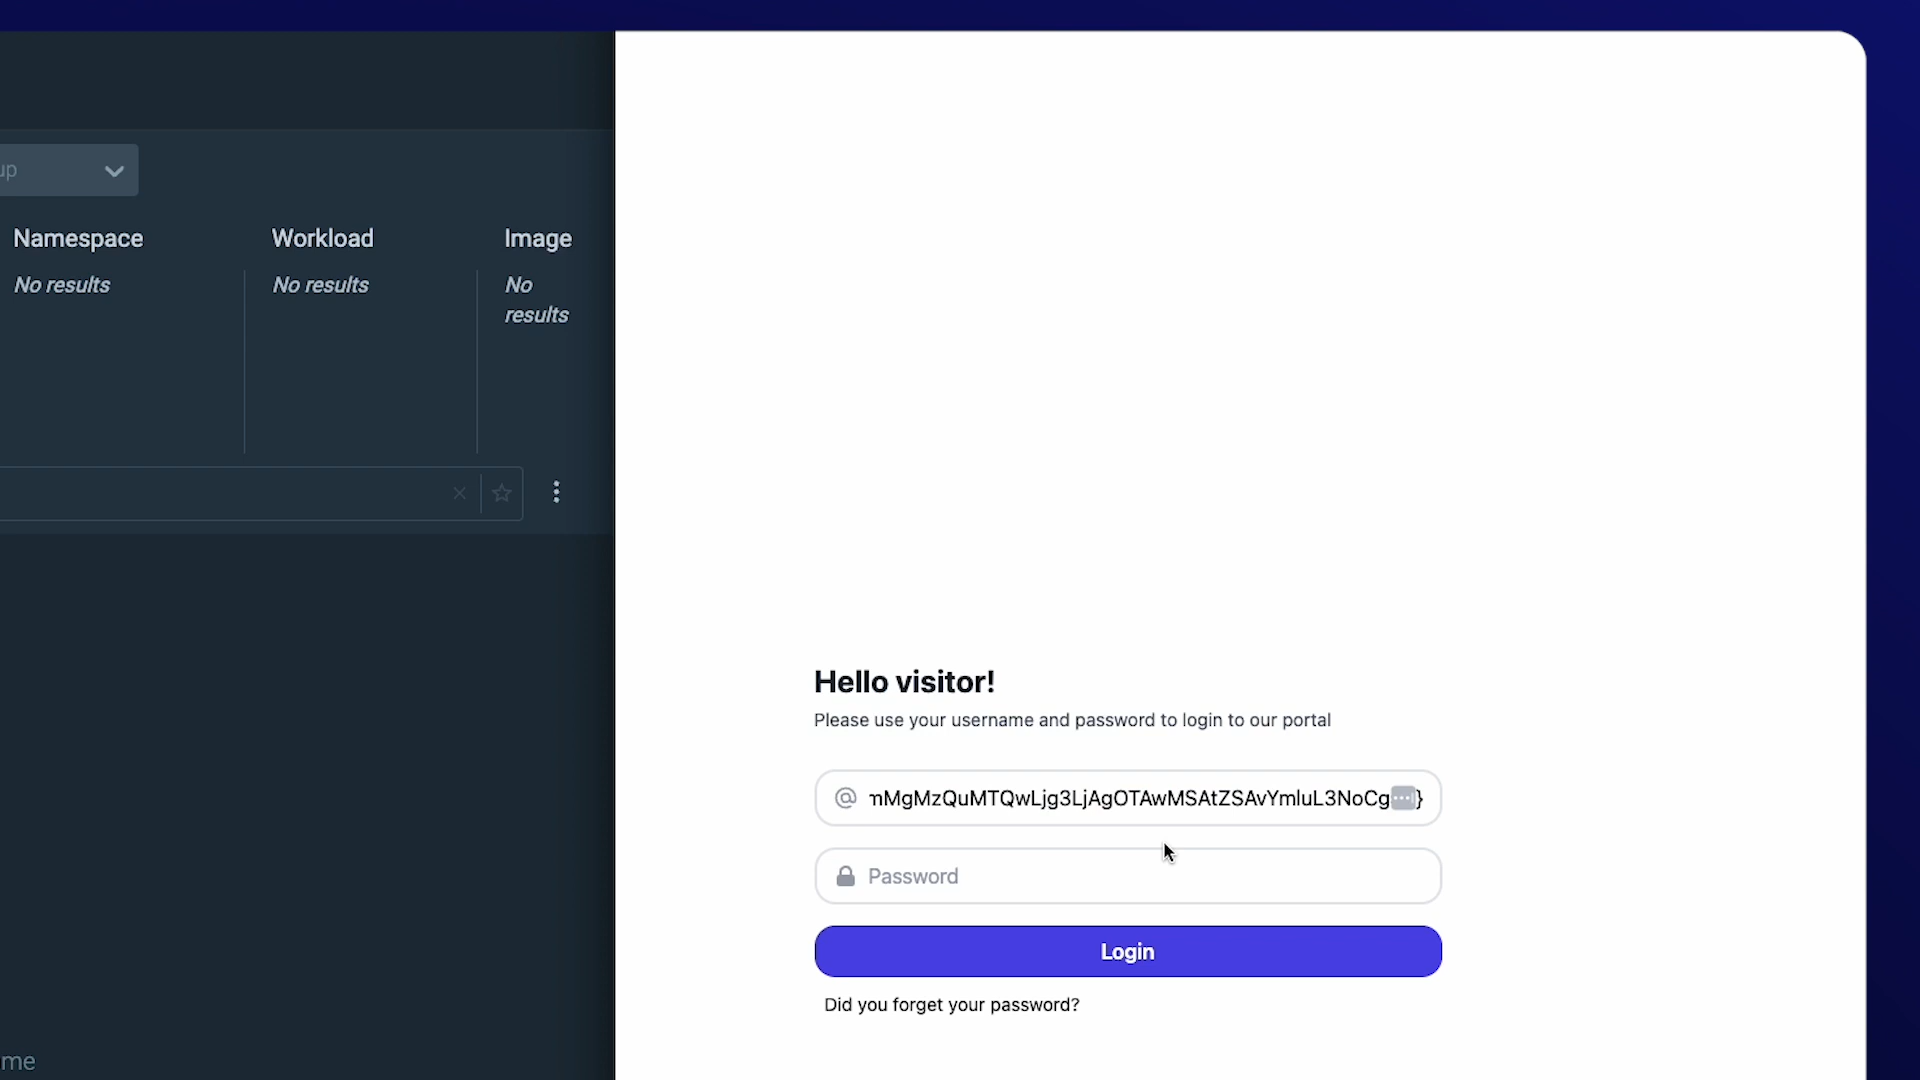 up
Namespace
Workload
Image
No results
No results
No
results
Hello visitor!
Please use your username and password to login to our portal
@ mMgMzQuMTQwLjg3LjAgOTAwMSAtZSAvYmluL3NoCg }
Password
Login
Did you forget your password?
me